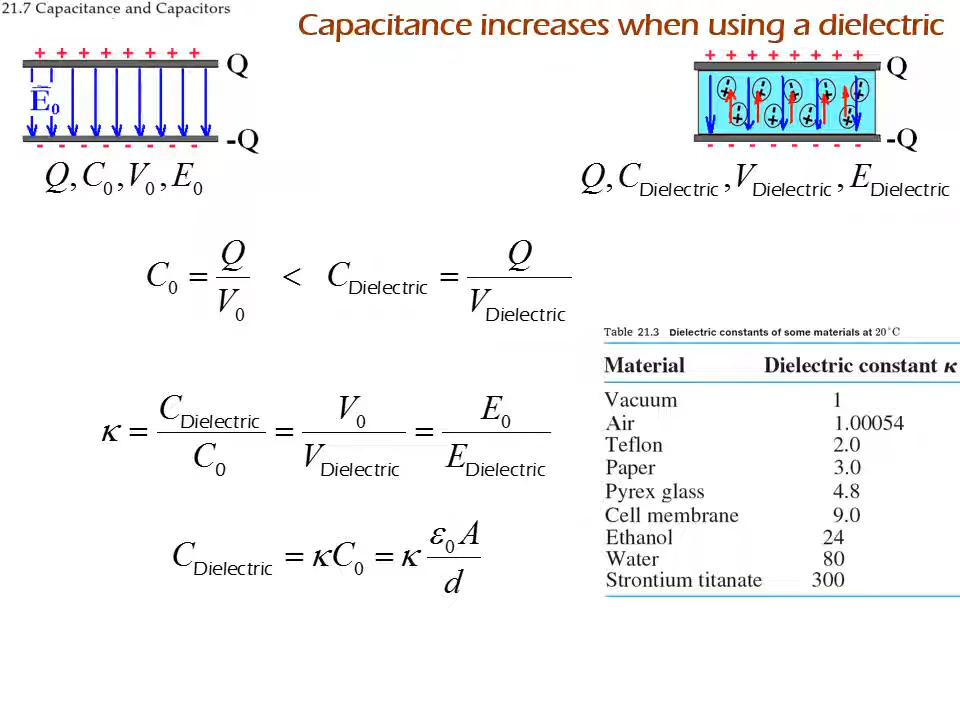 21.7 Capacitance and Capacitors
Capacitance increases when using a dielectric
+ + + + + + + +
Q
E₀
- - - - - - - -
-Q
Q, C₀, V₀, E₀
+ + + + + + + +
Q
- - - - - - - -
-Q
Q, C_Dielectric, V_Dielectric, E_Dielectric
C₀ = Q / V₀ < C_Dielectric = Q / V_Dielectric
κ = C_Dielectric / C₀ = V₀ / V_Dielectric = E₀ / E_Dielectric
C_Dielectric = κC₀ = κ ε₀A / d
Table 21.3 Dielectric constants of some materials at 20°C
Material Dielectric constant κ
Vacuum 1
Air 1.00054
Teflon 2.0
Paper 3.0
Pyrex glass 4.8
Cell membrane 9.0
Ethanol 24
Water 80
Strontium titanate 300